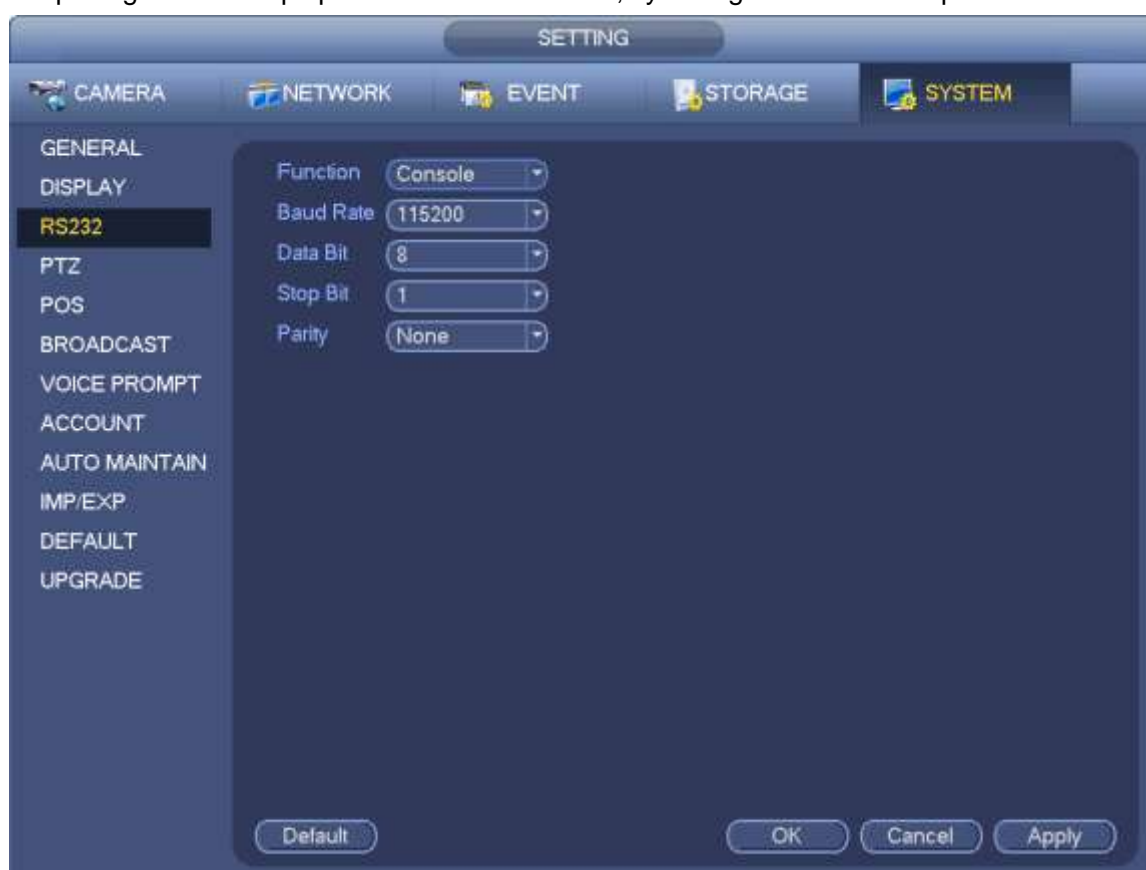 SETTING
CAMERA NETWORK EVENT STORAGE SYSTEM
GENERAL
DISPLAY
RS232
PTZ
POS
BROADCAST
VOICE PROMPT
ACCOUNT
AUTO MAINTAIN
IMP/EXP
DEFAULT
UPGRADE
Function Console
Baud Rate 115200
Data Bit 8
Stop Bit 1
Parity None
Default OK Cancel Apply